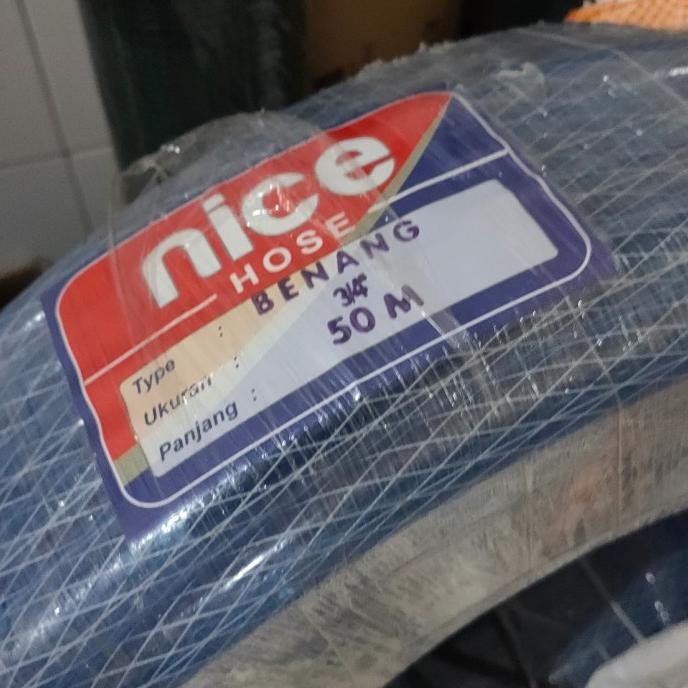 nice
HOSE
Type : BENANG
Ukuran : 3/4"
Panjang : 50 M